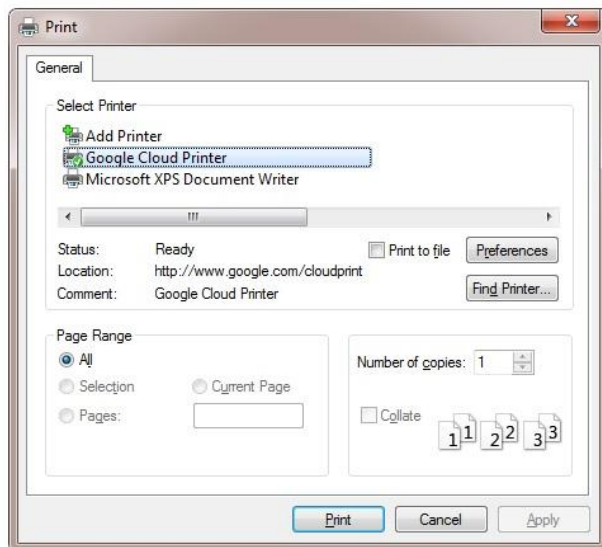 Print
General
Select Printer
Add Printer
Google Cloud Printer
Microsoft XPS Document Writer
Status: Ready
Print to file
Preferences
Location: http://www.google.com/cloudprint
Comment: Google Cloud Printer
Find Printer...
Page Range
All
Selection
Current Page
Pages:
Number of copies: 1
Collate
1 1 2 2 3 3
Print
Cancel
Apply